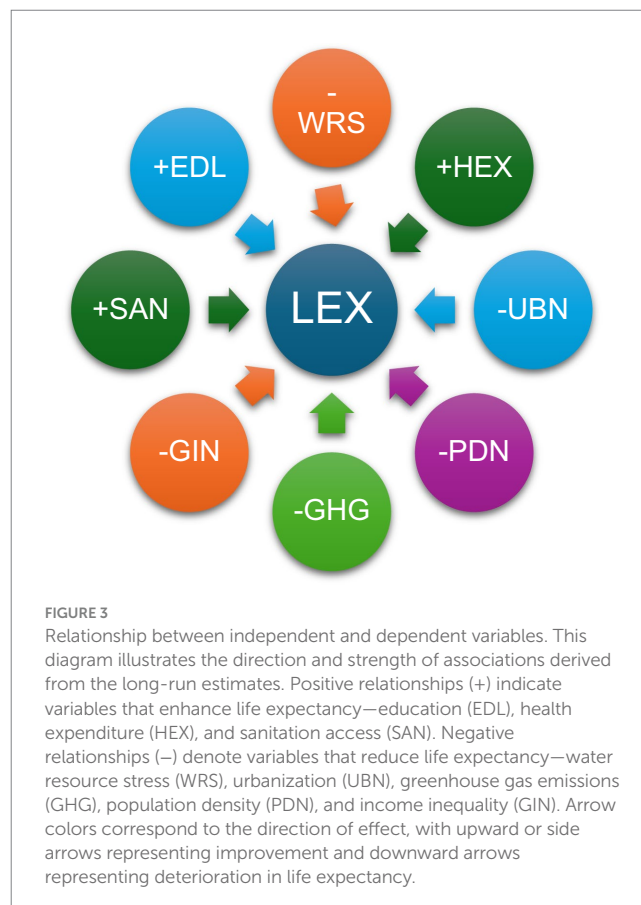 -
WRS
+EDL
+HEX
+SAN
LEX
-UBN
-GIN
-PDN
-GHG
FIGURE 3
Relationship between independent and dependent variables. This
diagram illustrates the direction and strength of associations derived
from the long-run estimates. Positive relationships (+) indicate
variables that enhance life expectancy—education (EDL), health
expenditure (HEX), and sanitation access (SAN). Negative
relationships (–) denote variables that reduce life expectancy—water
resource stress (WRS), urbanization (UBN), greenhouse gas emissions
(GHG), population density (PDN), and income inequality (GIN). Arrow
colors correspond to the direction of effect, with upward or side
arrows representing improvement and downward arrows
representing deterioration in life expectancy.